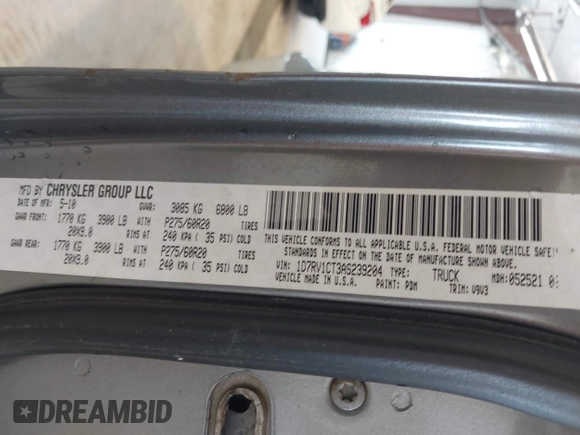 MFD BY CHRYSLER GROUP LLC
DATE OF MFR: 5-10 GVWR: 3085 KG 6800 LB
GAWR FRONT: 1770 KG 3900 LB WITH P275/60R20 TIRES
20X9.0 RIMS AT 240 KPA ( 35 PSI) COLD
GAWR REAR: 1770 KG 3900 LB WITH P275/60R20 TIRES
20X9.0 RIMS AT 240 KPA ( 35 PSI) COLD
THIS VEHICLE CONFORMS TO ALL APPLICABLE U.S.A. FEDERAL MOTOR VEHICLE SAFETY
STANDARDS IN EFFECT ON THE DATE OF MANUFACTURE SHOWN ABOVE.
VIN: 1D7RV1CT3AS239204 TYPE: TRUCK MDH: 052521
VEHICLE MADE IN U.S.A. PAINT: PDM TRIM: V9V3
DREAMBID